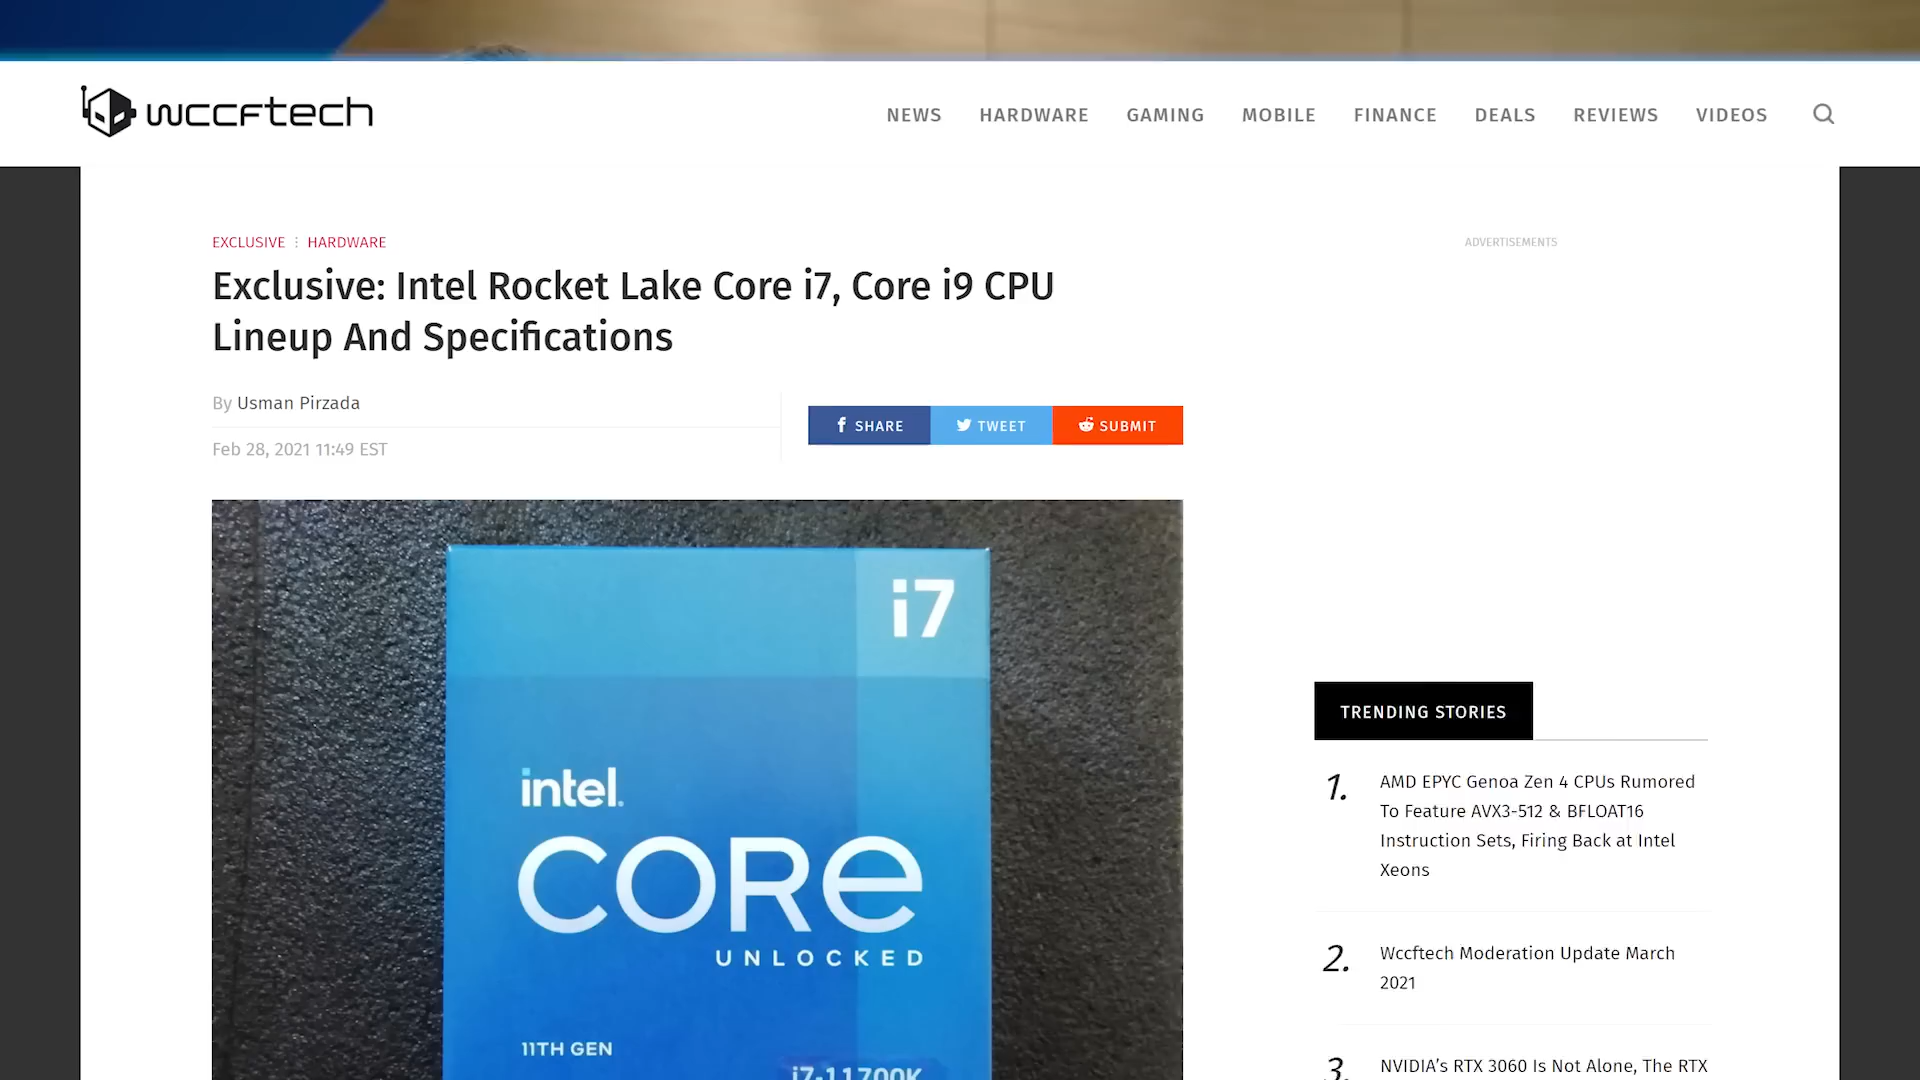 wccftech
NEWS HARDWARE GAMING MOBILE FINANCE DEALS REVIEWS VIDEOS
EXCLUSIVE ⋮ HARDWARE
ADVERTISEMENTS
Exclusive: Intel Rocket Lake Core i7, Core i9 CPU
Lineup And Specifications
By Usman Pirzada
SHARE TWEET SUBMIT
Feb 28, 2021 11:49 EST
i7
intel.
CORE
UNLOCKED
11TH GEN
i7-11700K
TRENDING STORIES
1. AMD EPYC Genoa Zen 4 CPUs Rumored
To Feature AVX3-512 & BFLOAT16
Instruction Sets, Firing Back at Intel
Xeons
2. Wccftech Moderation Update March
2021
3. NVIDIA’s RTX 3060 Is Not Alone, The RTX